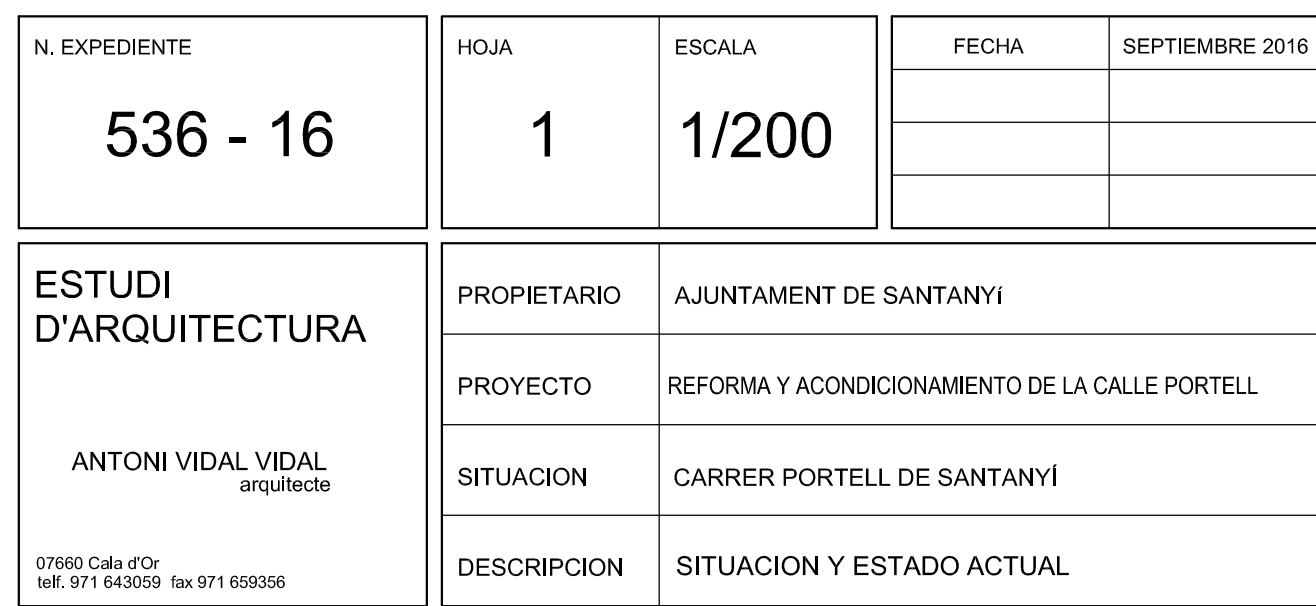 N. EXPEDIENTE
536 - 16
HOJA
1
ESCALA
1/200
FECHA SEPTIEMBRE 2016
ESTUDI
D'ARQUITECTURA
ANTONI VIDAL VIDAL
arquitecte
07660 Cala d'Or
telf. 971 643059 fax 971 659356
PROPIETARIO AJUNTAMENT DE SANTANYí
PROYECTO REFORMA Y ACONDICIONAMIENTO DE LA CALLE PORTELL
SITUACION CARRER PORTELL DE SANTANYÍ
DESCRIPCION SITUACION Y ESTADO ACTUAL